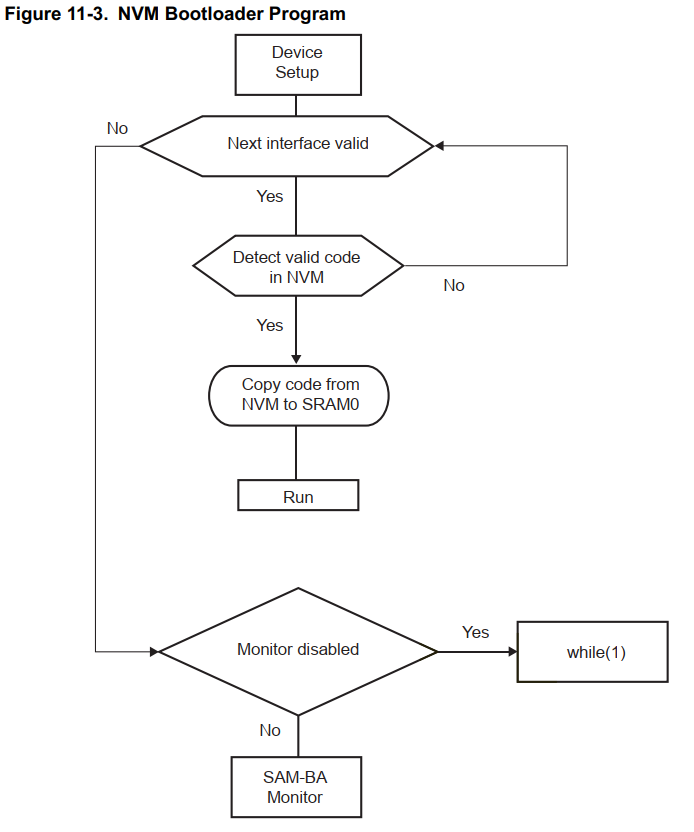 Figure 11-3. NVM Bootloader Program
Device
Setup
No
Next interface valid
Yes
Detect valid code
in NVM
No
Yes
Copy code from
NVM to SRAM0
Run
Monitor disabled
Yes
while(1)
No
SAM-BA
Monitor